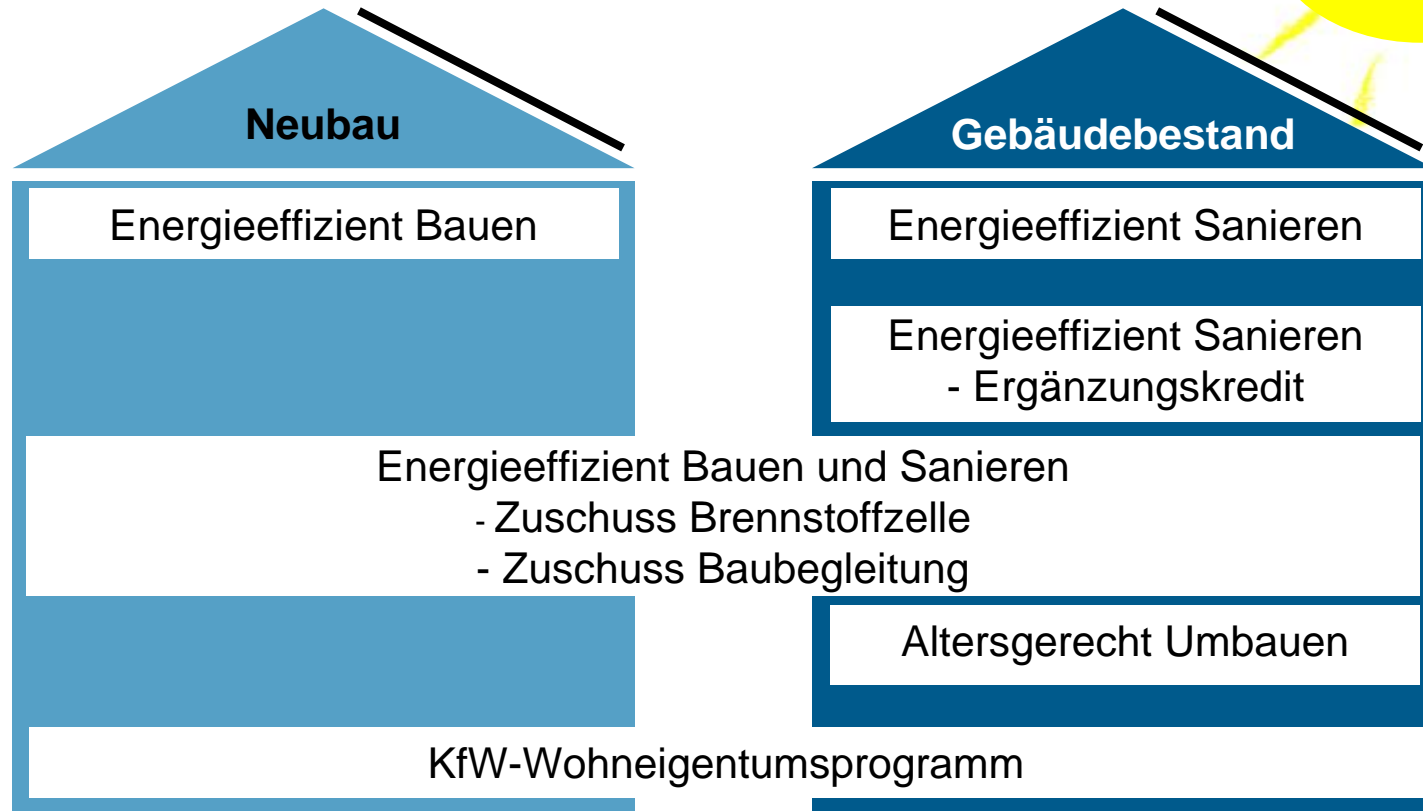 Neubau
Gebäudebestand
Energieeffizient Bauen
Energieeffizient Sanieren
Energieeffizient Sanieren
- Ergänzungskredit
Energieeffizient Bauen und Sanieren
- Zuschuss Brennstoffzelle
- Zuschuss Baubegleitung
Altersgerecht Umbauen
KfW-Wohneigentumsprogramm